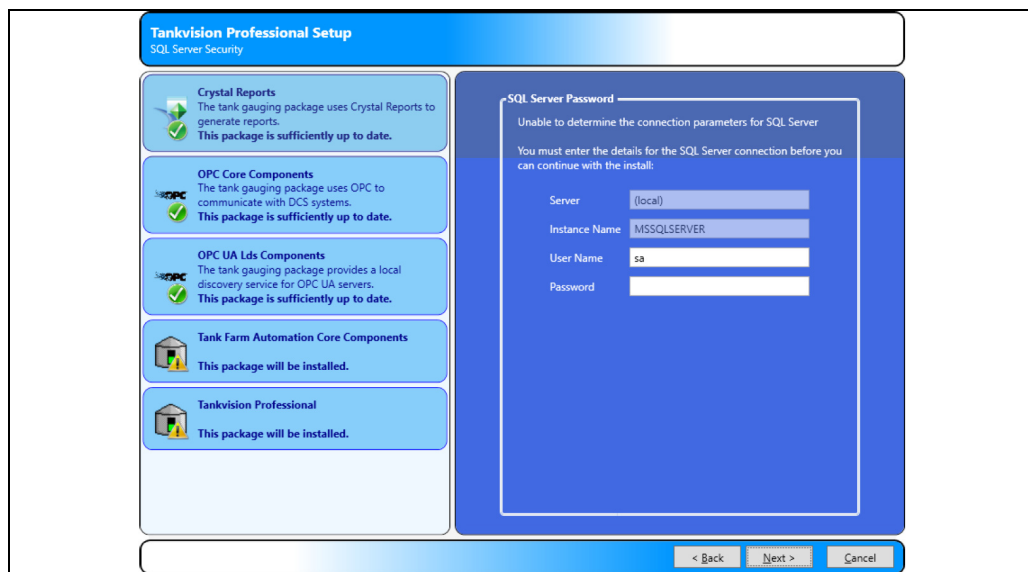 Tankvision Professional Setup
SQL Server Security
Crystal Reports
The tank gauging package uses Crystal Reports to
generate reports.
This package is sufficiently up to date.
OPC
OPC Core Components
The tank gauging package uses OPC to
communicate with DCS systems.
This package is sufficiently up to date.
OPC
OPC UA Lds Components
The tank gauging package provides a local
discovery service for OPC UA servers.
This package is sufficiently up to date.
Tank Farm Automation Core Components
This package will be installed.
Tankvision Professional
This package will be installed.
SQL Server Password
Unable to determine the connection parameters for SQL Server
You must enter the details for the SQL Server connection before you
can continue with the install:
Server (local)
Instance Name MSSQLSERVER
User Name sa
Password
< Back Next > Cancel